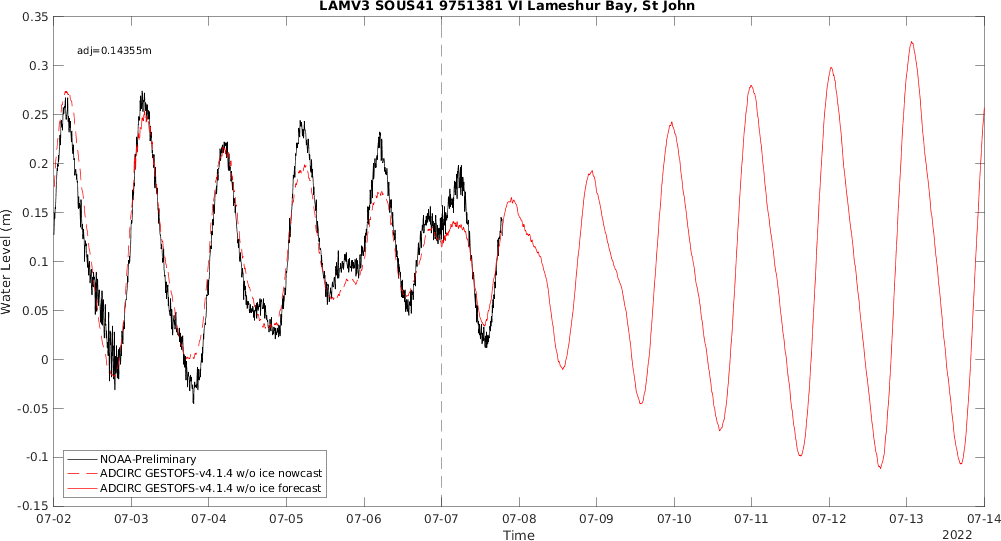 LAMV3 SOUS41 9751381 VI Lameshur Bay, St John
0.35
adj=0.14355m
0.3
0.25
0.2
0.15
0.1
0.05
0
-0.05
-0.1
-0.15
Water Level (m)
NOAA-Preliminary
ADCIRC GESTOFS-v4.1.4 w/o ice nowcast
ADCIRC GESTOFS-v4.1.4 w/o ice forecast
07-02 07-03 07-04 07-05 07-06 07-07 07-08 07-09 07-10 07-11 07-12 07-13 07-14
Time
2022